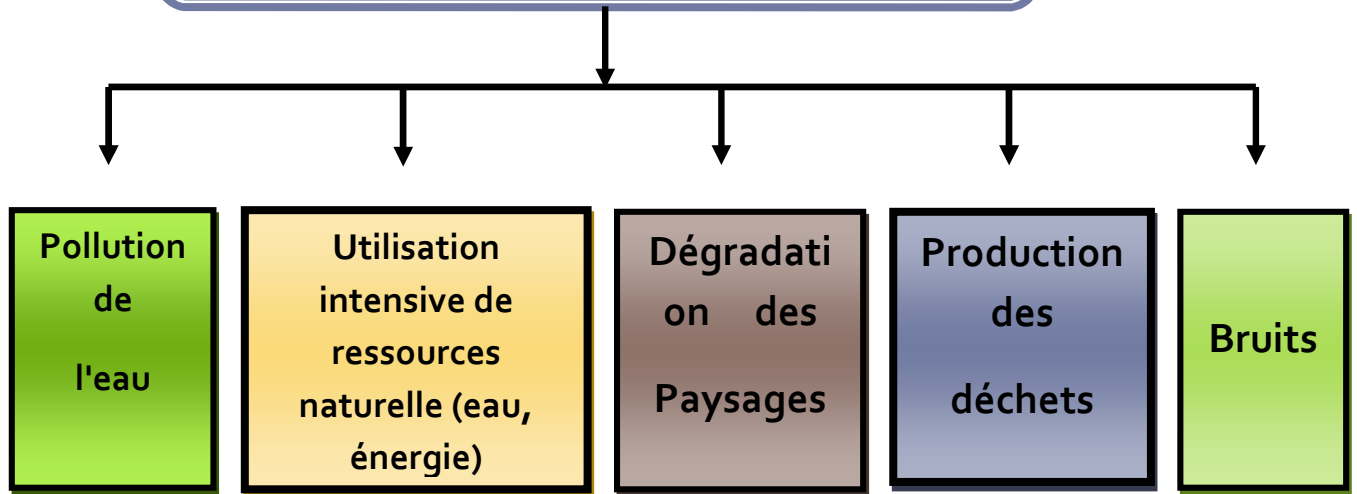 Pollution
de
l'eau
Utilisation
intensive de
ressources
naturelle (eau,
énergie)
Dégradati
on des
Paysages
Production
des
déchets
Bruits